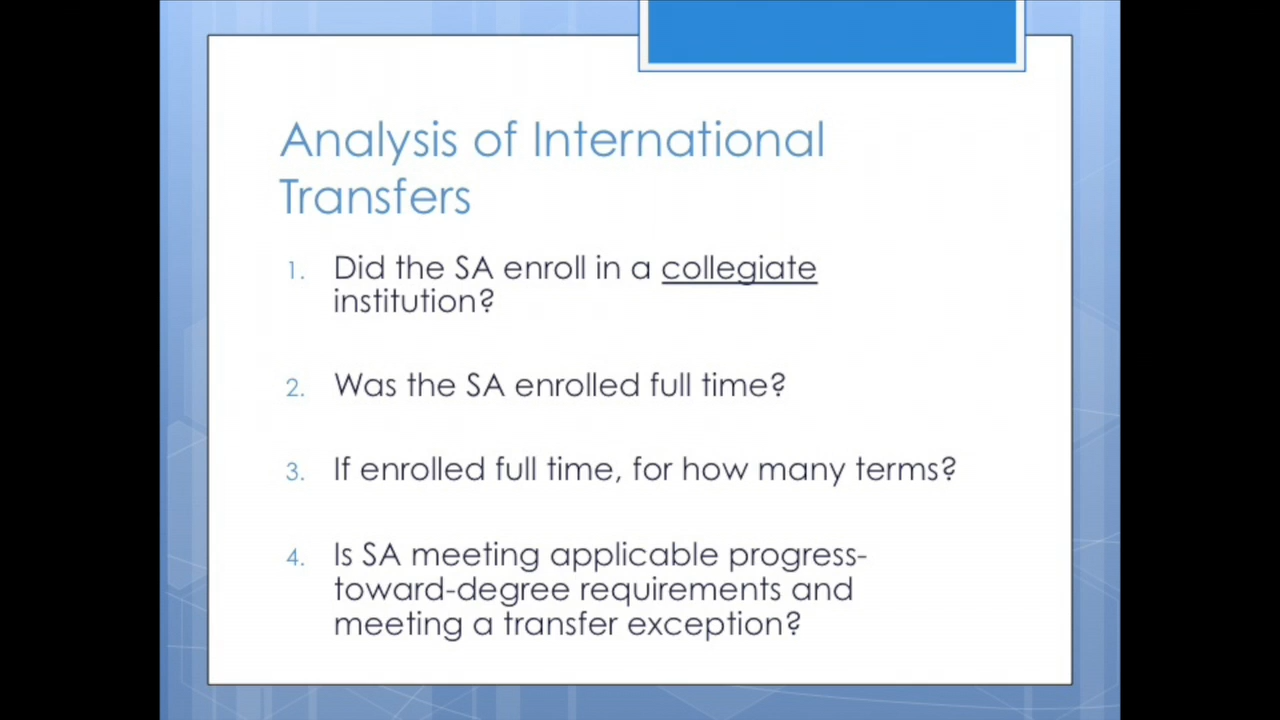 Analysis of International
Transfers
1. Did the SA enroll in a collegiate
institution?
2. Was the SA enrolled full time?
3. If enrolled full time, for how many terms?
4. Is SA meeting applicable progress-
toward-degree requirements and
meeting a transfer exception?